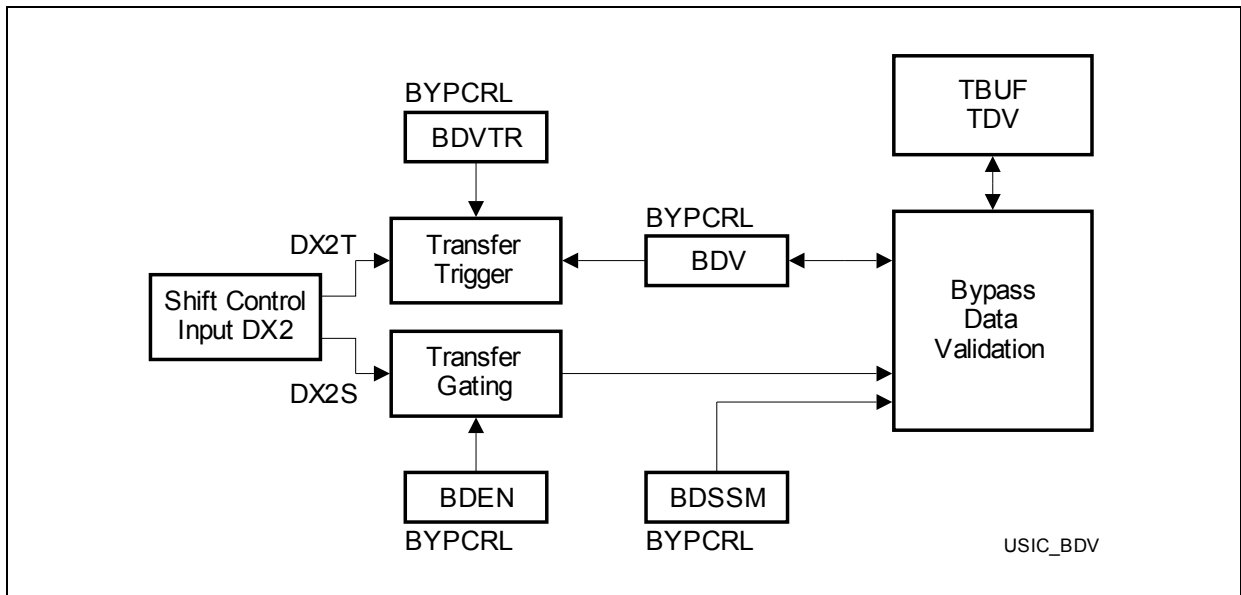 BYPCRL
BDVTR
TBUF
TDV
DX2T
Transfer
Trigger
BYPCRL
BDV
Shift Control
Input DX2
Bypass
Data
Validation
DX2S
Transfer
Gating
BDEN
BYPCRL
BDSSM
BYPCRL
USIC_BDV